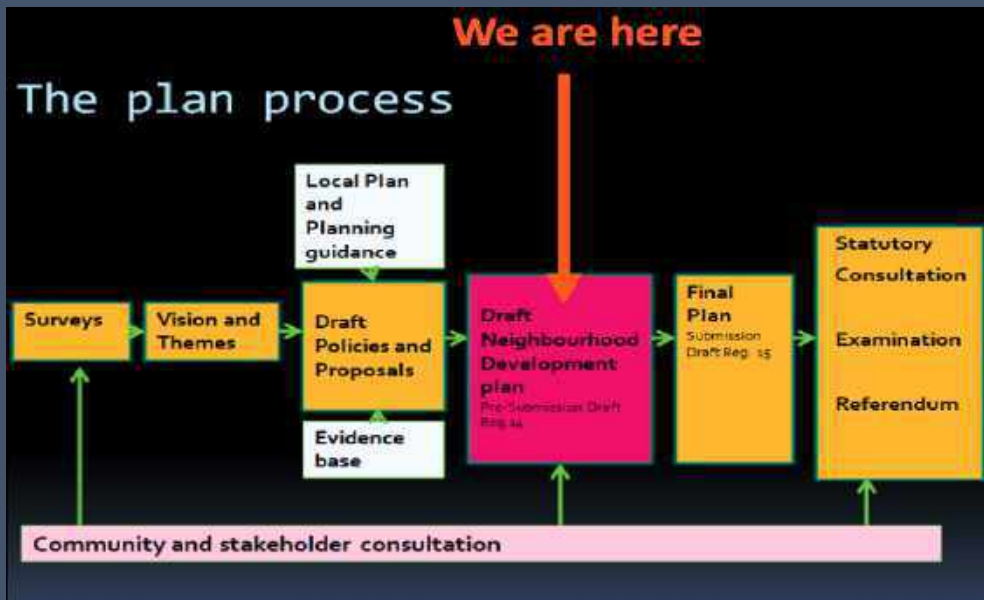 We are here
The plan process
Local Plan
and
Planning
guidance
Surveys
Vision and
Themes
Draft
Policies and
Proposals
Evidence
base
Draft
Neighbourhood
Development
plan
Pre-Submission Draft
Reg 14
Final
Plan
Submission
Draft Reg. 15
Statutory
Consultation
Examination
Referendum
Community and stakeholder consultation